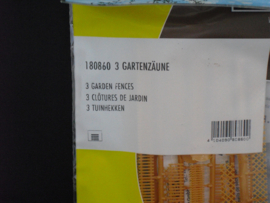 180860 3 GARTENZÄUNE
3 GARDEN FENCES
3 CLÔTURES DE JARDIN
3 TUINHEKKEN